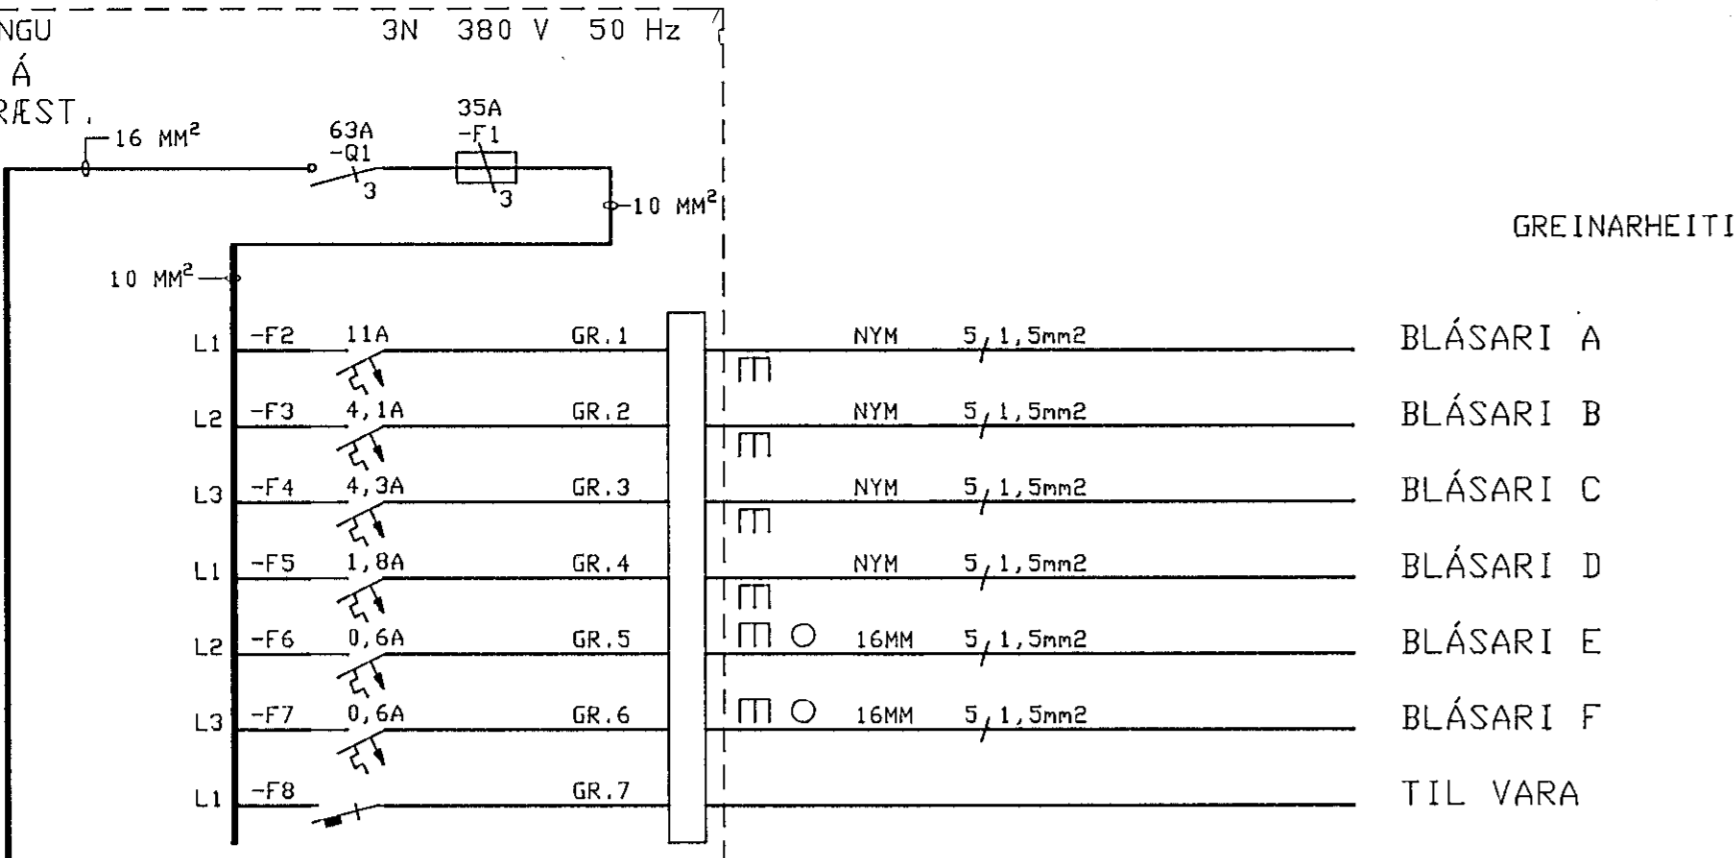 NGU 3N 380 V 50 Hz
Á
RÆST.
16 MM²
63A
-Q1
3
35A
-F1
3
10 MM²
GREINARHEITI
10 MM²
L1 -F2 11A GR.1 NYM 5/1,5mm2 BLÁSARI A
L2 -F3 4,1A GR.2 NYM 5/1,5mm2 BLÁSARI B
L3 -F4 4,3A GR.3 NYM 5/1,5mm2 BLÁSARI C
L1 -F5 1,8A GR.4 NYM 5/1,5mm2 BLÁSARI D
L2 -F6 0,6A GR.5 16MM 5/1,5mm2 BLÁSARI E
L3 -F7 0,6A GR.6 16MM 5/1,5mm2 BLÁSARI F
L1 -F8 GR.7 TIL VARA